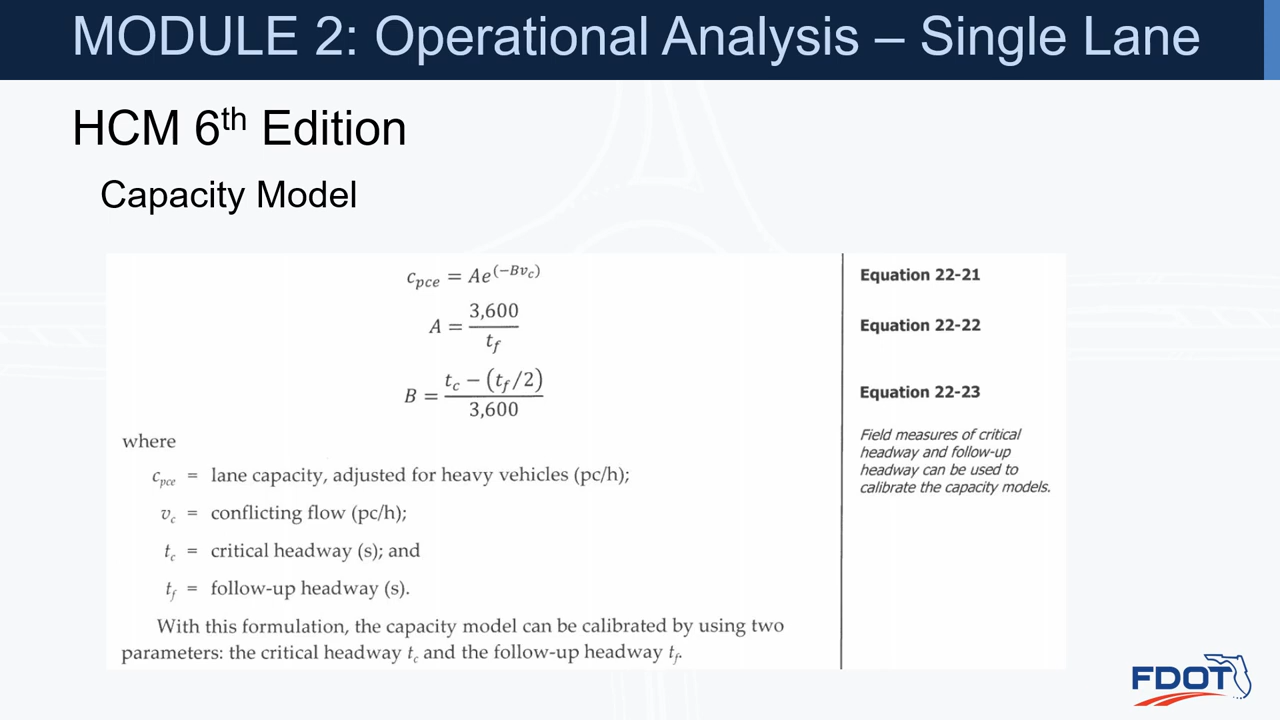 MODULE 2: Operational Analysis – Single Lane
HCM 6th Edition
Capacity Model
c_pce = Ae^(−Bv_c)
Equation 22-21
A = 3,600 / t_f
Equation 22-22
B = t_c − (t_f/2) / 3,600
Equation 22-23
where
c_pce = lane capacity, adjusted for heavy vehicles (pc/h);
v_c = conflicting flow (pc/h);
t_c = critical headway (s); and
t_f = follow-up headway (s).
With this formulation, the capacity model can be calibrated by using two
parameters: the critical headway t_c and the follow-up headway t_f.
Field measures of critical
headway and follow-up
headway can be used to
calibrate the capacity models.
FDOT